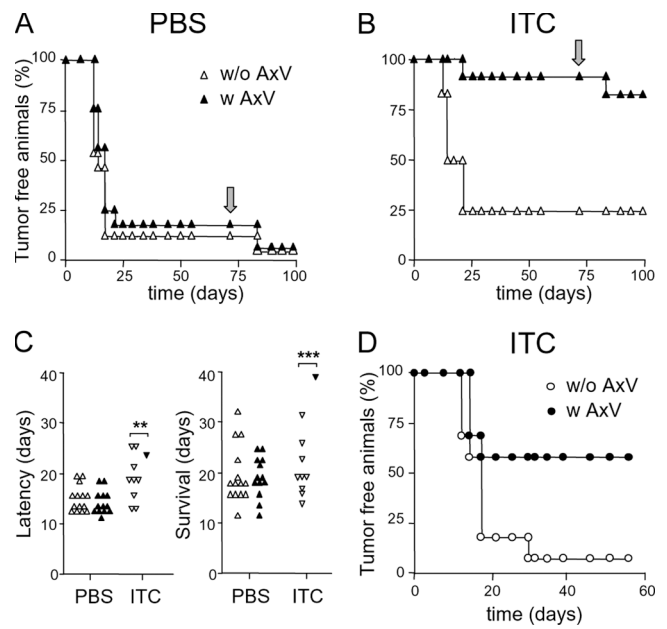 A PBS
Tumor free animals (%)
100
75
50
25
0
w/o AxV
w AxV
0 25 50 75 100
time (days)
B ITC
Tumor free animals (%)
100
75
50
25
0
0 25 50 75 100
time (days)
C
Latency (days)
40
30
20
10
0
**
PBS ITC
Survival (days)
40
30
20
10
0
***
PBS ITC
D ITC
Tumor free animals (%)
100
75
50
25
0
w/o AxV
w AxV
0 20 40 60
time (days)